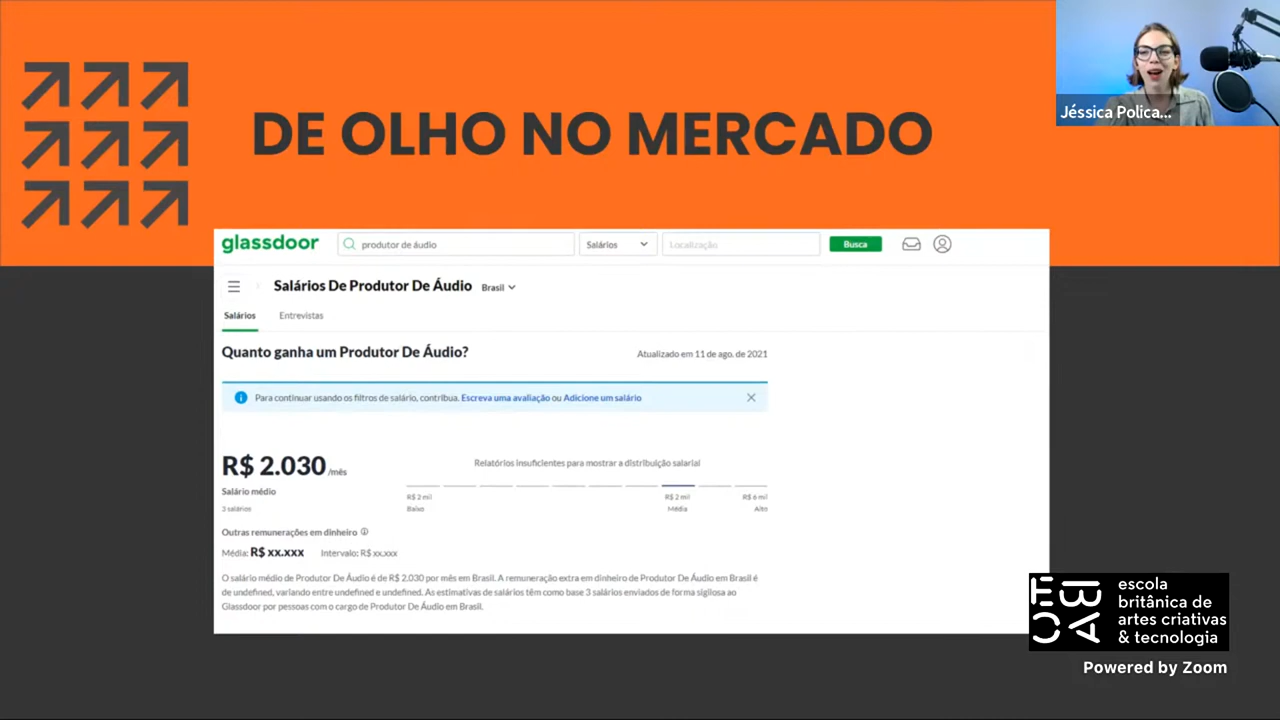 DE OLHO NO MERCADO
Jéssica Polica...
glassdoor
produtor de áudio
Salários
Localização
Busca
Salários De Produtor De Áudio
Brasil
Salários
Entrevistas
Quanto ganha um Produtor De Áudio?
Atualizado em 11 de ago. de 2021
Para continuar usando os filtros de salário, contribua. Escreva uma avaliação ou Adicione um salário
R$ 2.030 /mês
Salário médio
3 salários
Relatórios insuficientes para mostrar a distribuição salarial
R$ 2 mil
Baixo
R$ 2 mil
Média
R$ 6 mil
Alto
Outras remunerações em dinheiro
Média: R$ xx.xxx Intervalo: R$ xx.xxx
O salário médio de Produtor De Áudio é de R$ 2.030 por mês em Brasil. A remuneração extra em dinheiro de Produtor De Áudio em Brasil é
de undefined, variando entre undefined e undefined. As estimativas de salários têm como base 3 salários enviados de forma sigilosa ao
Glassdoor por pessoas com o cargo de Produtor De Áudio em Brasil.
EBAC
escola
britânica de
artes criativas
& tecnologia
Powered by Zoom